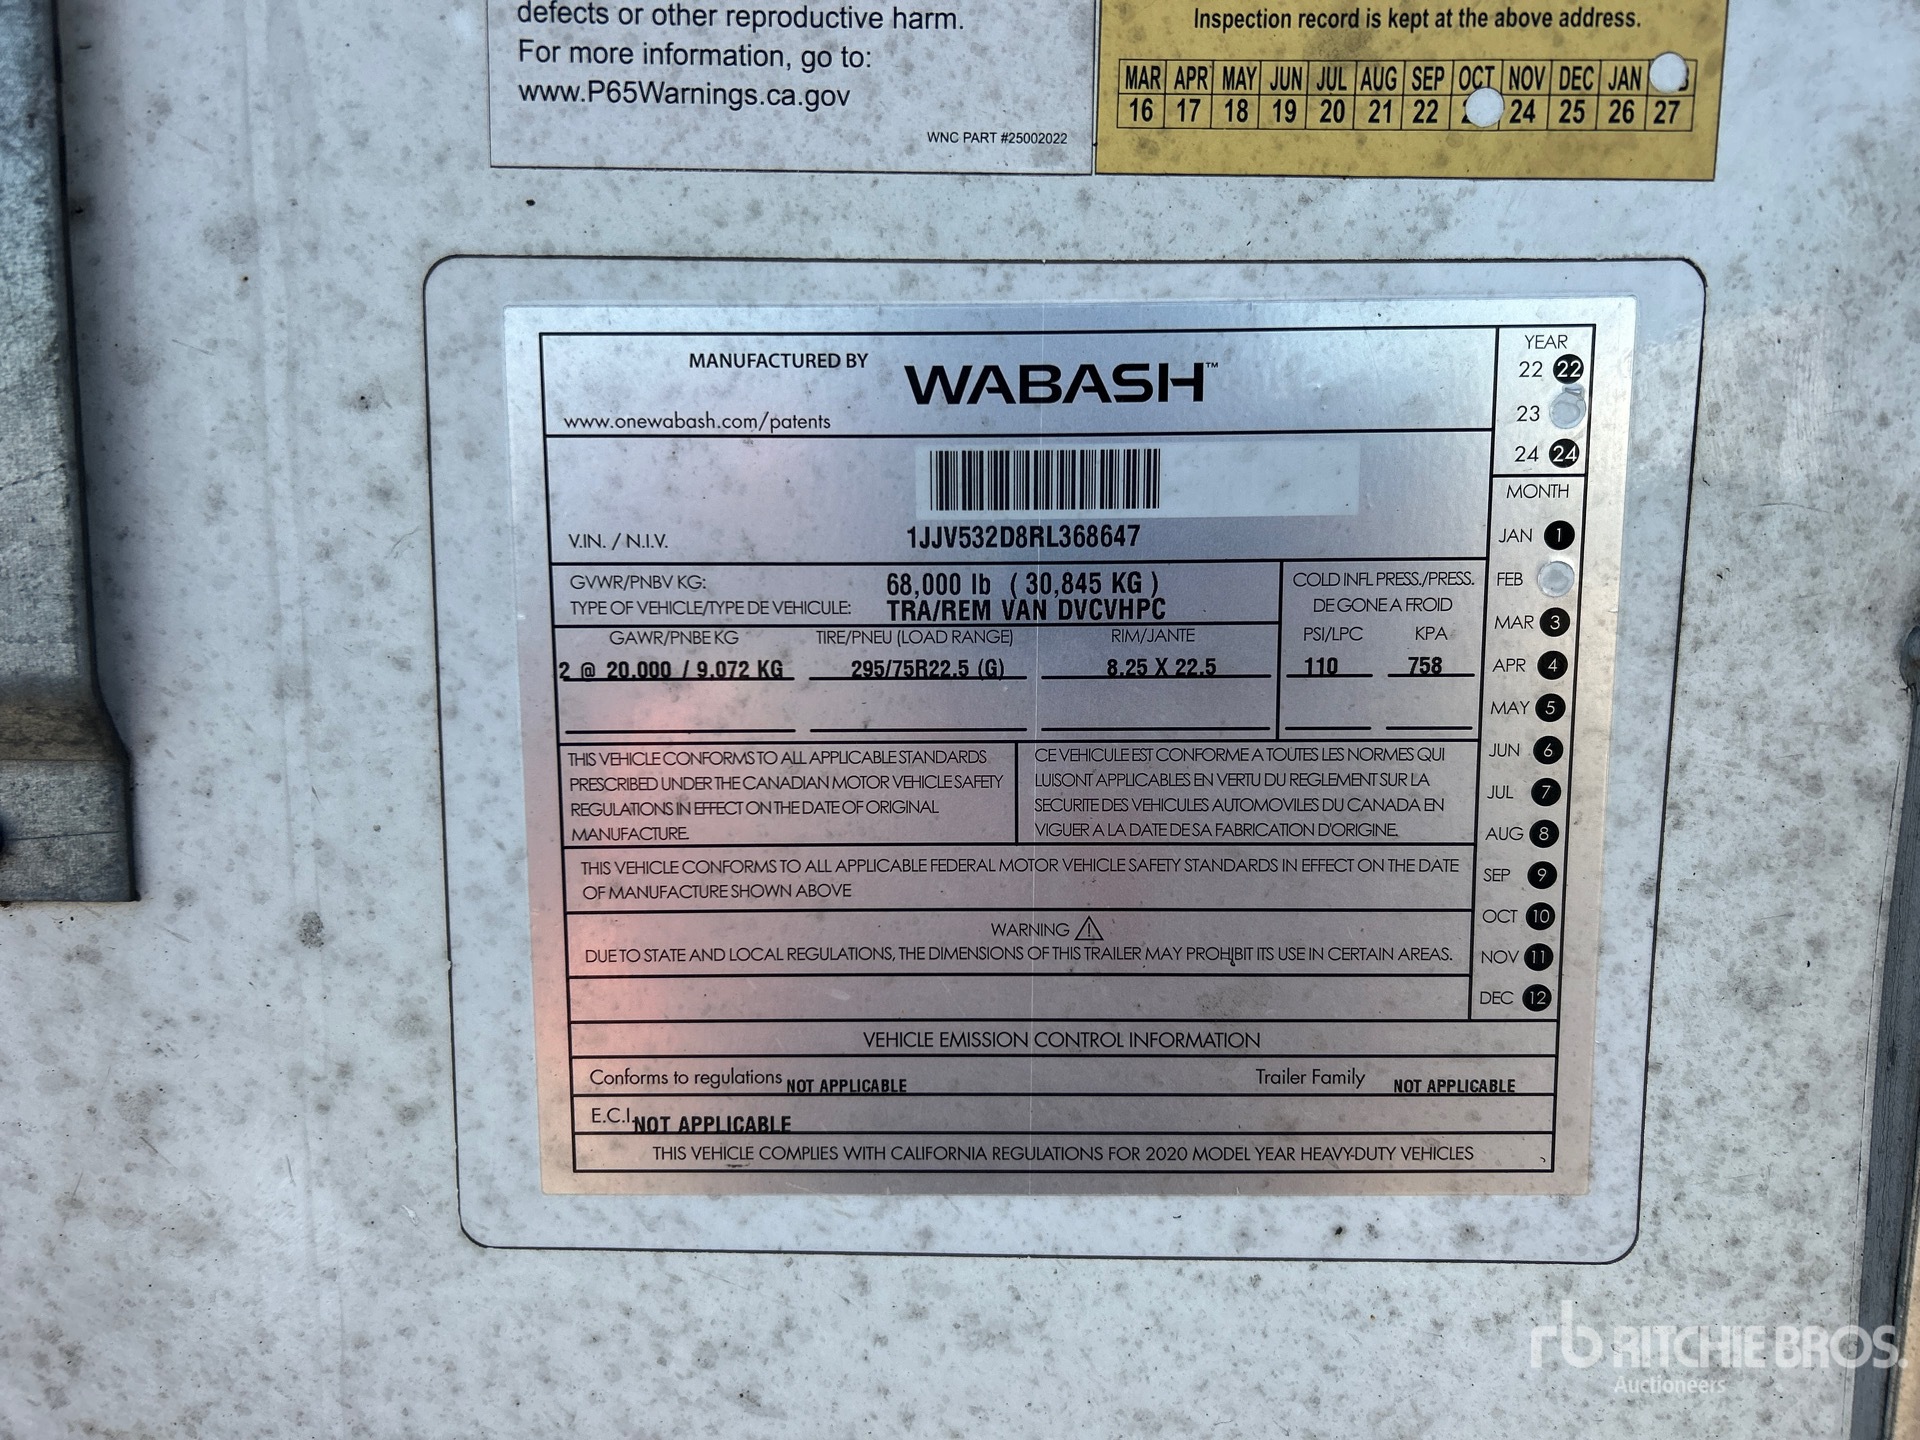 defects or other reproductive harm.
For more information, go to:
www.P65Warnings.ca.gov
WNC PART #25002022
Inspection record is kept at the above address.
MAR APR MAY JUN JUL AUG SEP OCT NOV DEC JAN
16 17 18 19 20 21 22 24 25 26 27
MANUFACTURED BY WABASH™
www.onewabash.com/patents
V.IN. / N.I.V. 1JJV532D8RL368647
GVWR/PNBV KG: 68,000 lb ( 30,845 KG )
TYPE OF VEHICLE/TYPE DE VEHICULE: TRA/REM VAN DVCVHPC
COLD INFL PRESS./PRESS.
DE GONE A FROID
GAWR/PNBE KG TIRE/PNEU (LOAD RANGE) RIM/JANTE PSI/LPC KPA
2 @ 20,000 / 9,072 KG 295/75R22.5 (G) 8.25 X 22.5 110 758
THIS VEHICLE CONFORMS TO ALL APPLICABLE STANDARDS
PRESCRIBED UNDER THE CANADIAN MOTOR VEHICLE SAFETY
REGULATIONS IN EFFECT ON THE DATE OF ORIGINAL
MANUFACTURE.
CE VEHICULE EST CONFORME A TOUTES LES NORMES QUI
LUISONT APPLICABLES EN VERTU DU REGLEMENT SUR LA
SECURITE DES VEHICULES AUTOMOVILES DU CANADA EN
VIGUER A LA DATE DE SA FABRICATION D'ORIGINE.
THIS VEHICLE CONFORMS TO ALL APPLICABLE FEDERAL MOTOR VEHICLE SAFETY STANDARDS IN EFFECT ON THE DATE
OF MANUFACTURE SHOWN ABOVE
WARNING
DUE TO STATE AND LOCAL REGULATIONS, THE DIMENSIONS OF THIS TRAILER MAY PROHIBIT ITS USE IN CERTAIN AREAS.
VEHICLE EMISSION CONTROL INFORMATION
Conforms to regulations NOT APPLICABLE Trailer Family NOT APPLICABLE
E.C.I. NOT APPLICABLE
THIS VEHICLE COMPLIES WITH CALIFORNIA REGULATIONS FOR 2020 MODEL YEAR HEAVY-DUTY VEHICLES
YEAR
22 22
23
24 24
MONTH
JAN 1
FEB
MAR 3
APR 4
MAY 5
JUN 6
JUL 7
AUG 8
SEP 9
OCT 10
NOV 11
DEC 12
rb RITCHIE BROS.
Auctioneers